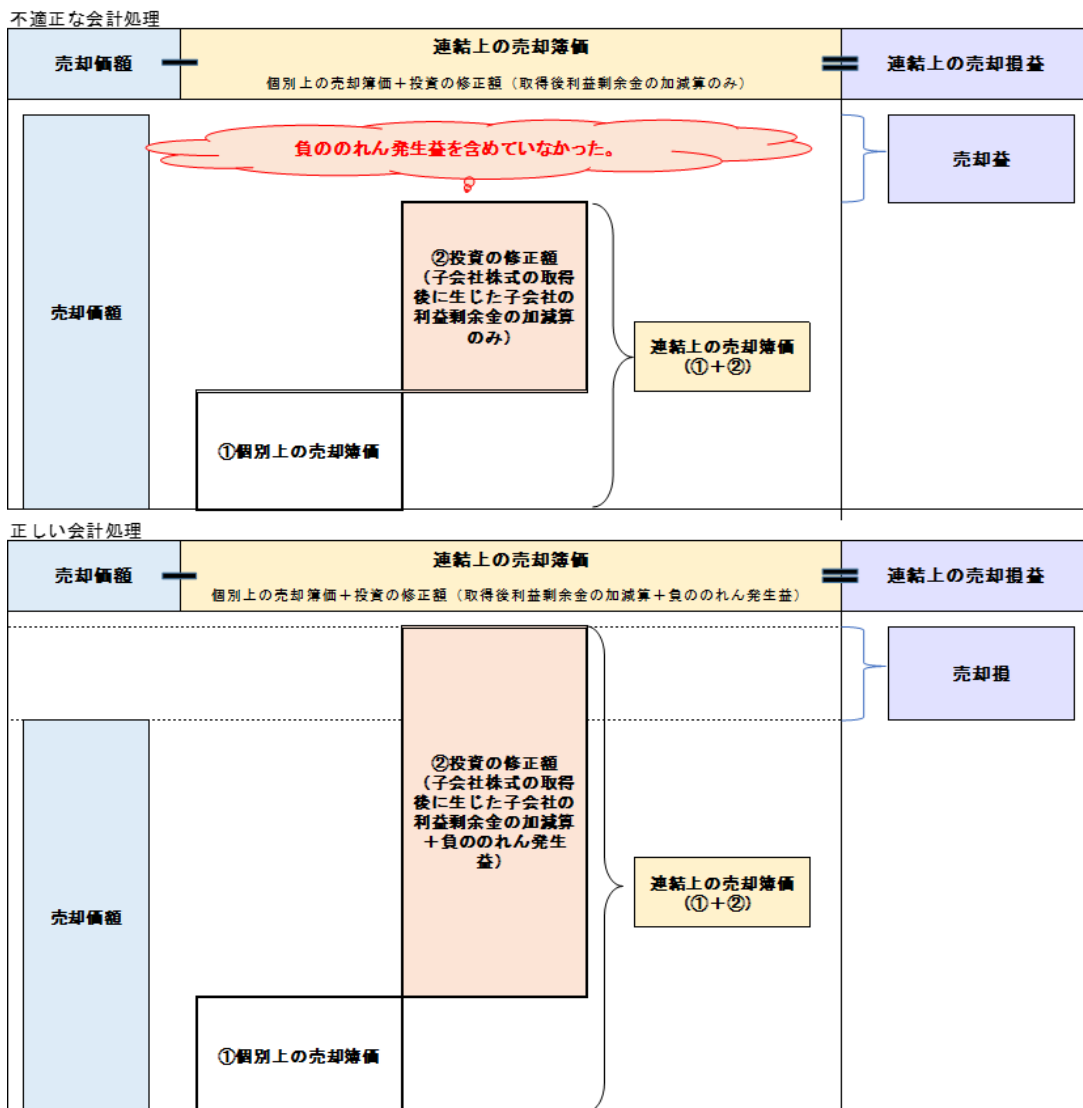 不適正な会計処理
売却価額
連結上の売却簿価
個別上の売却簿価＋投資の修正額（取得後利益剰余金の加減算のみ）
連結上の売却損益
負ののれん発生益を含めていなかった。
売却益
売却価額
②投資の修正額
（子会社株式の取得
後に生じた子会社の
利益剰余金の加減算
のみ）
連結上の売却簿価
(①＋②)
①個別上の売却簿価
正しい会計処理
売却価額
連結上の売却簿価
個別上の売却簿価＋投資の修正額（取得後利益剰余金の加減算＋負ののれん発生益）
連結上の売却損益
売却損
②投資の修正額
（子会社株式の取得
後に生じた子会社の
利益剰余金の加減算
＋負ののれん発生
益）
連結上の売却簿価
(①＋②)
売却価額
①個別上の売却簿価